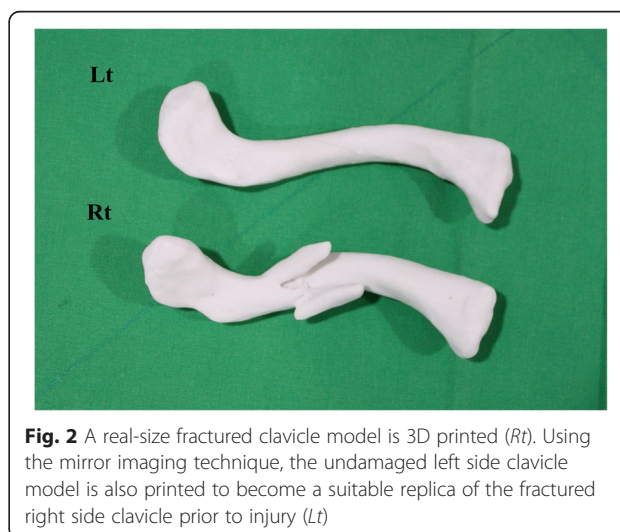 Lt
Rt
Fig. 2 A real-size fractured clavicle model is 3D printed (Rt). Using
the mirror imaging technique, the undamaged left side clavicle
model is also printed to become a suitable replica of the fractured
right side clavicle prior to injury (Lt)